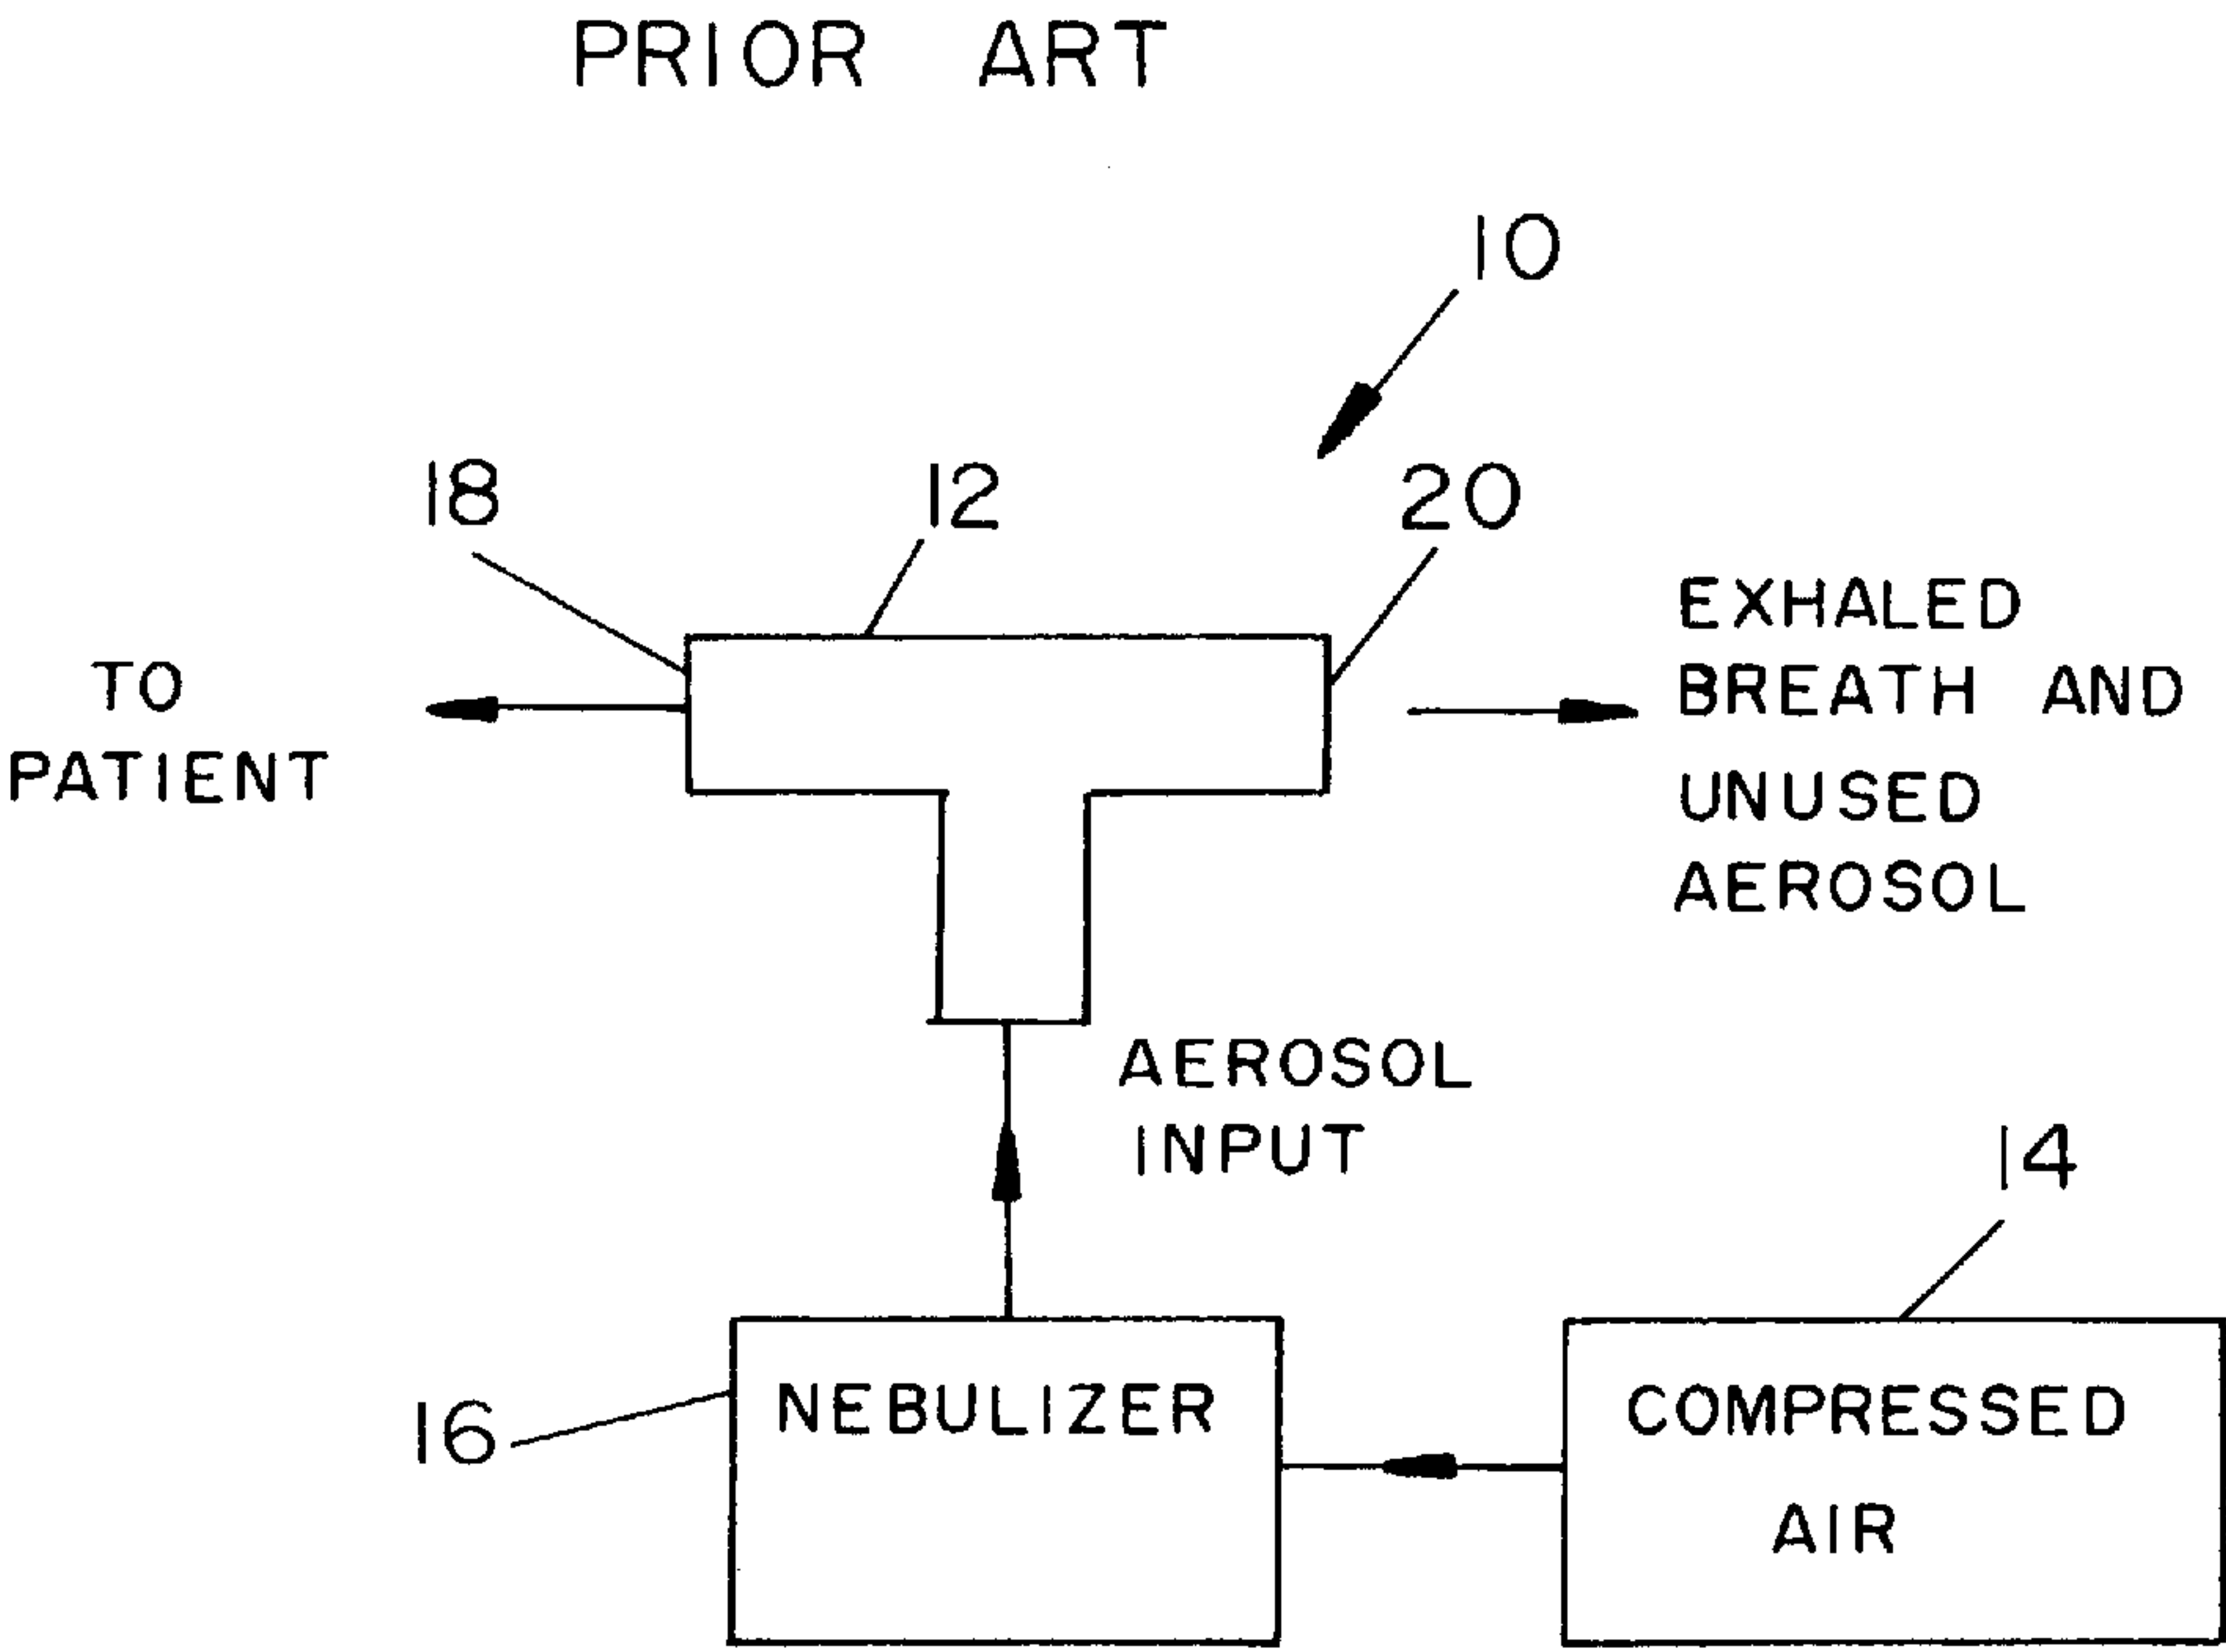 PRIOR ART
10
18
12
20
TO
PATIENT
EXHALED
BREATH AND
UNUSED
AEROSOL
AEROSOL
INPUT
14
16
NEBULIZER
COMPRESSED
AIR